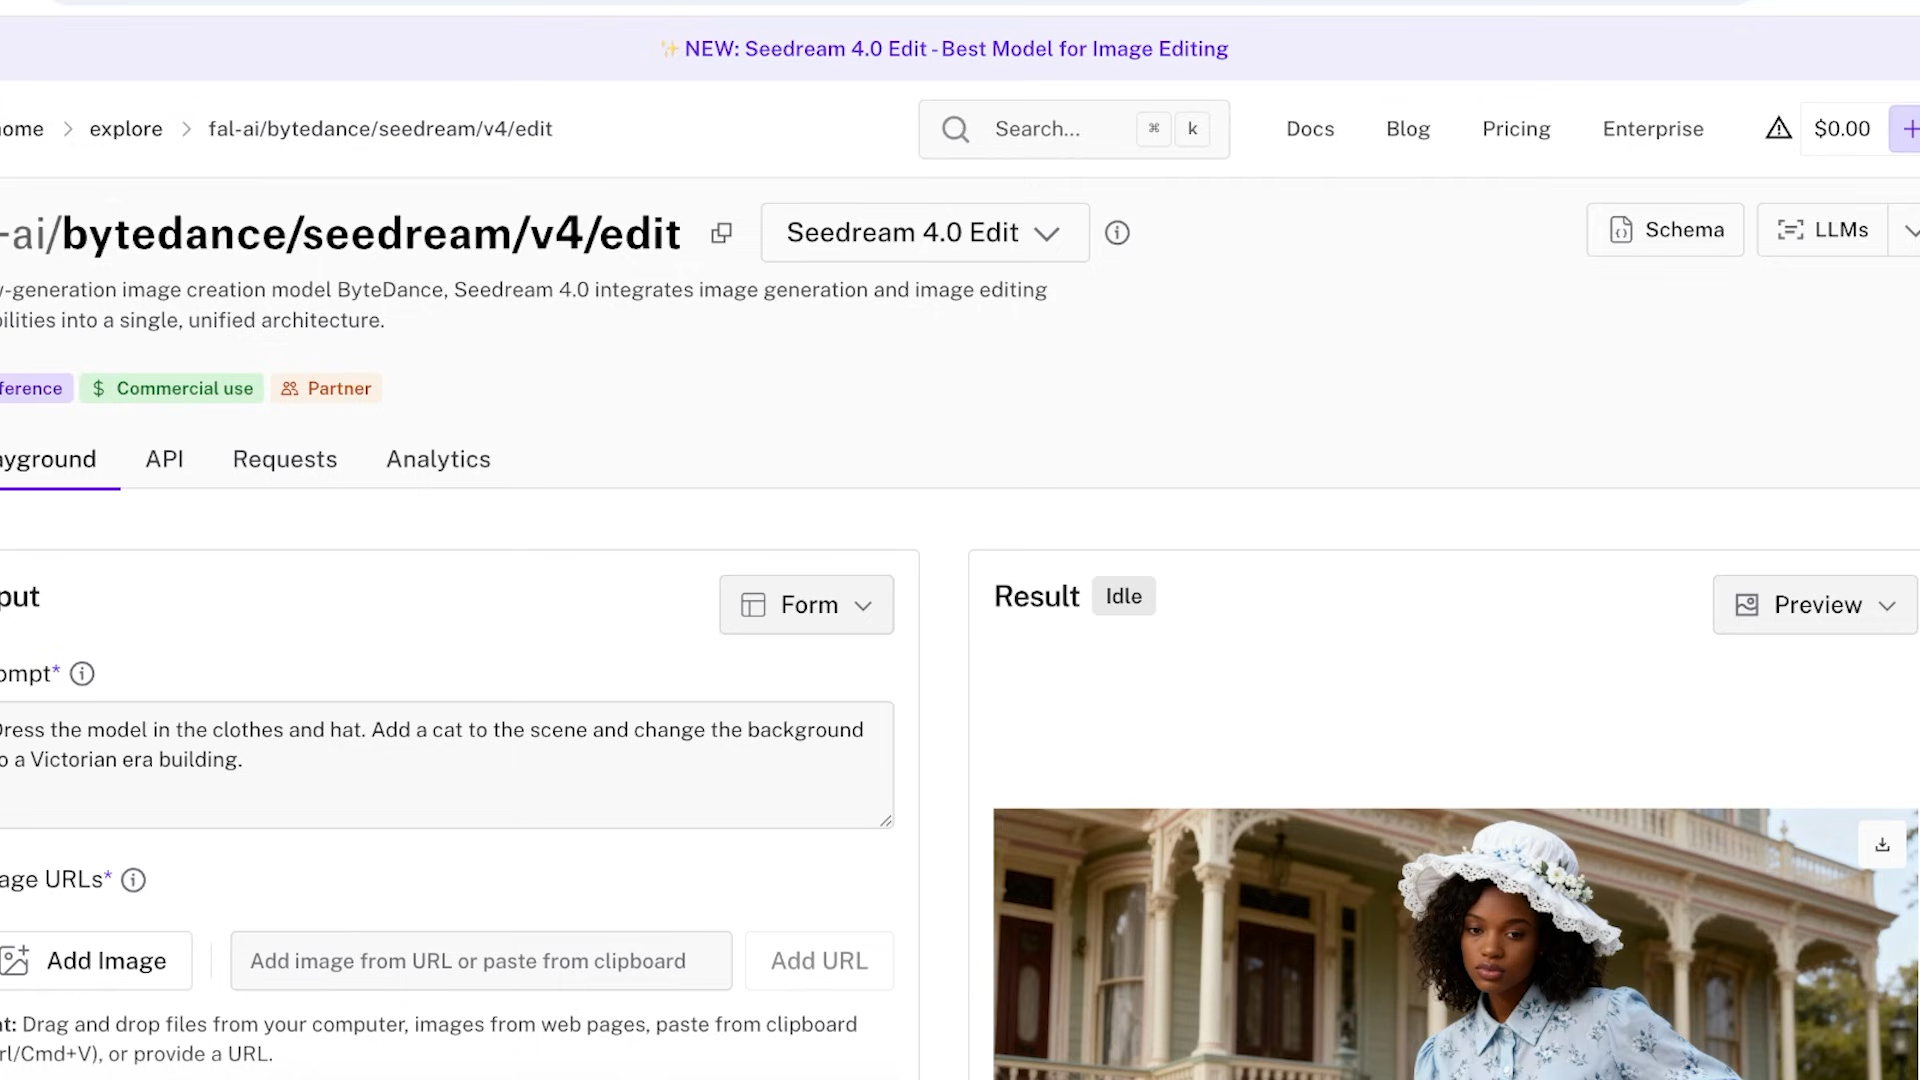 NEW: Seedream 4.0 Edit - Best Model for Image Editing
ome > explore > fal-ai/bytedance/seedream/v4/edit
Search... ⌘ k
Docs Blog Pricing Enterprise
$0.00 +
-ai/bytedance/seedream/v4/edit
Seedream 4.0 Edit
Schema
LLMs
-generation image creation model ByteDance, Seedream 4.0 integrates image generation and image editing
bilities into a single, unified architecture.
ference
$ Commercial use
Partner
ayground API Requests Analytics
put
Form
ompt*
Dress the model in the clothes and hat. Add a cat to the scene and change the background
o a Victorian era building.
age URLs*
Add Image
Add image from URL or paste from clipboard
Add URL
t: Drag and drop files from your computer, images from web pages, paste from clipboard
rl/Cmd+V), or provide a URL.
Result Idle
Preview